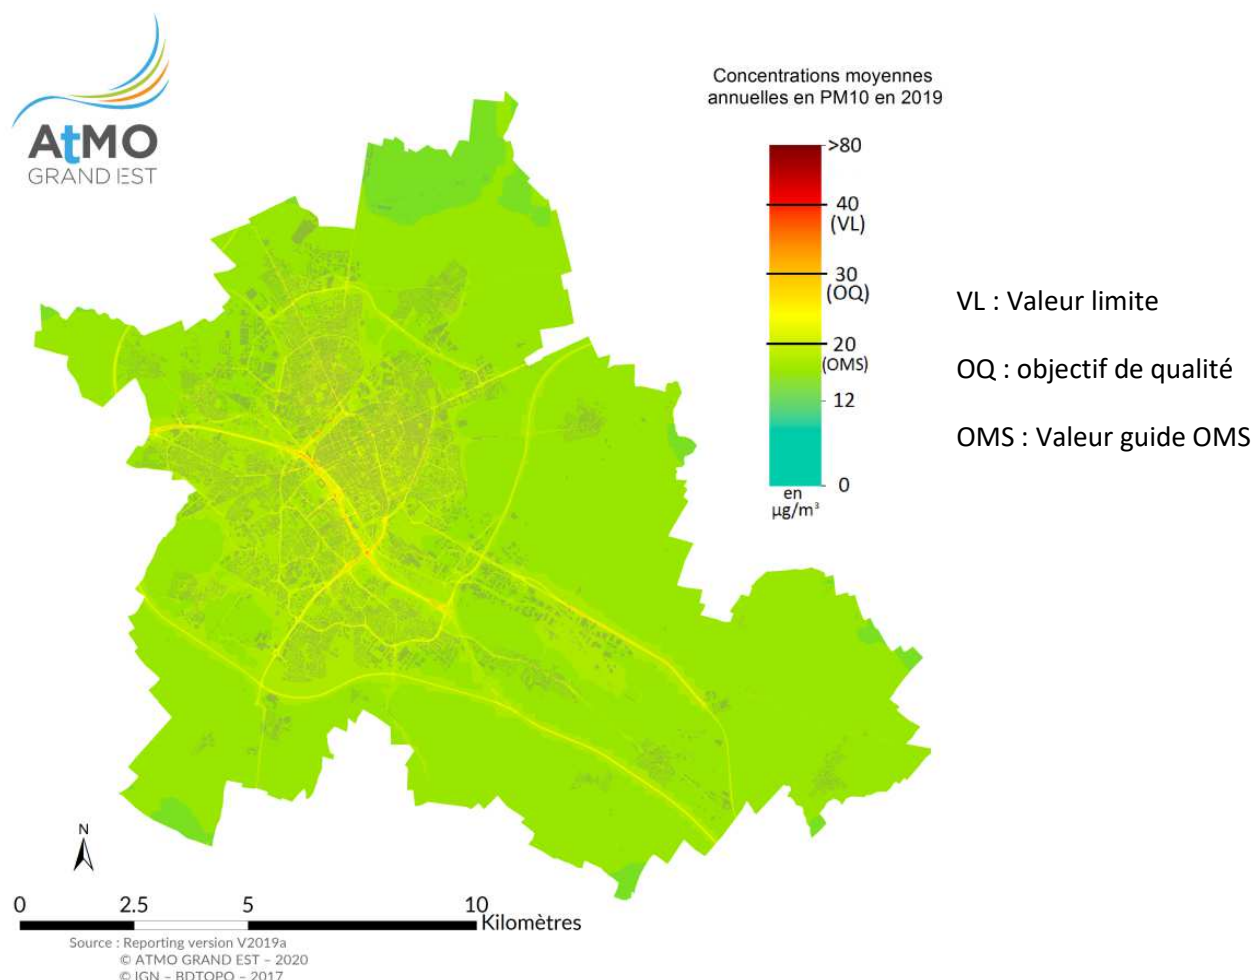 AtMO
GRAND EST
Concentrations moyennes
annuelles en PM10 en 2019
>80
40
(VL)
30
(OQ)
20
(OMS)
12
0
en
µg/m³
VL : Valeur limite
OQ : objectif de qualité
OMS : Valeur guide OMS
N
0 2.5 5 10
Kilomètres
Source : Reporting version V2019a
© ATMO GRAND EST – 2020
© IGN – BDTOPO – 2017